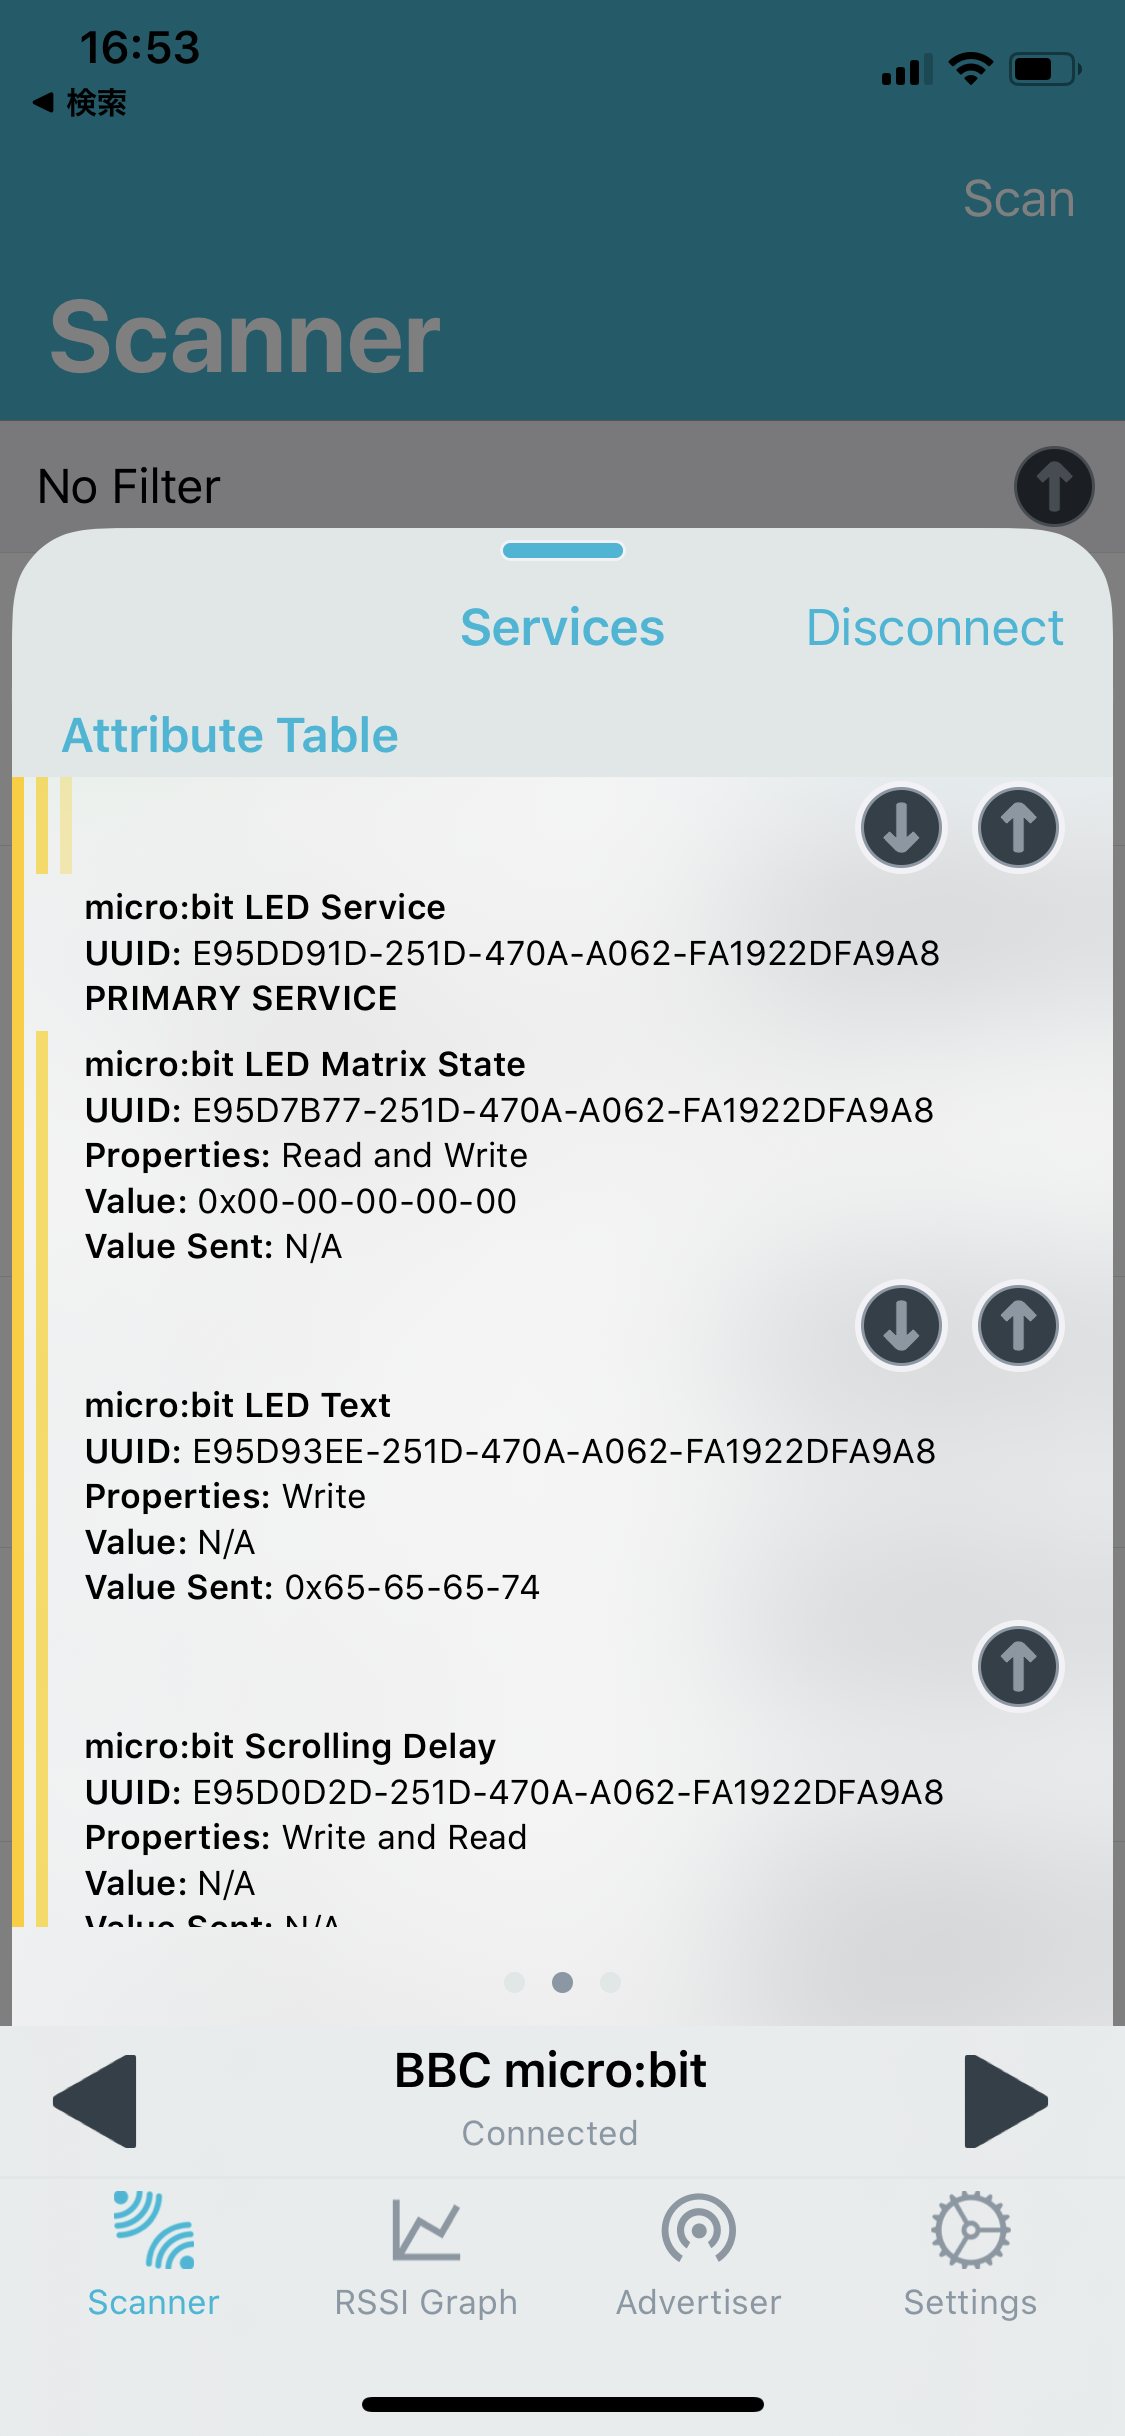 16:53
◀ 検索
Scan
Scanner
No Filter
Services
Disconnect
Attribute Table
micro:bit LED Service
UUID: E95DD91D-251D-470A-A062-FA1922DFA9A8
PRIMARY SERVICE
micro:bit LED Matrix State
UUID: E95D7B77-251D-470A-A062-FA1922DFA9A8
Properties: Read and Write
Value: 0x00-00-00-00-00
Value Sent: N/A
micro:bit LED Text
UUID: E95D93EE-251D-470A-A062-FA1922DFA9A8
Properties: Write
Value: N/A
Value Sent: 0x65-65-65-74
micro:bit Scrolling Delay
UUID: E95D0D2D-251D-470A-A062-FA1922DFA9A8
Properties: Write and Read
Value: N/A
Value Sent: N/A
BBC micro:bit
Connected
Scanner
RSSI Graph
Advertiser
Settings